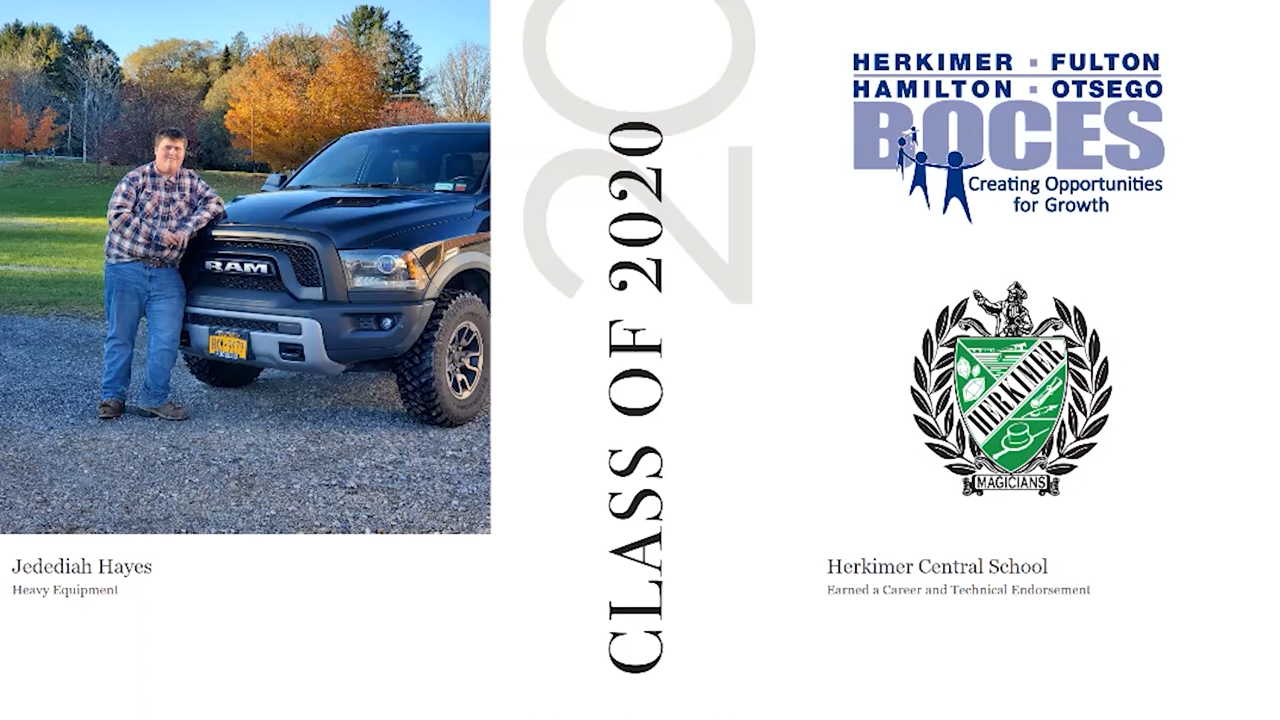 RAM
Jedediah Hayes
Heavy Equipment
20
20
CLASS OF 2020
HERKIMER ▪ FULTON
HAMILTON ▪ OTSEGO
BOCES
Creating Opportunities
for Growth
HERKIMER
MAGICIANS
Herkimer Central School
Earned a Career and Technical Endorsement